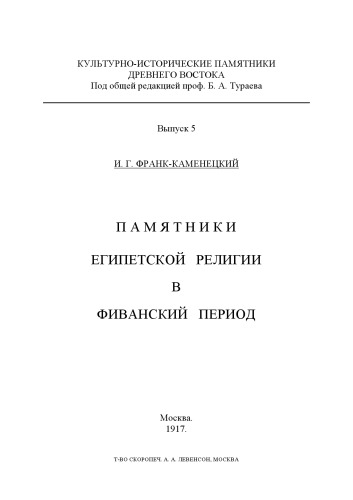 КУЛЬТУРНО-ИСТОРИЧЕСКИЕ ПАМЯТНИКИ
ДРЕВНЕГО ВОСТОКА
Под общей редакцией проф. Б. А. Тураева
Выпуск 5
И. Г. ФРАНК-КАМЕНЕЦКИЙ
ПАМЯТНИКИ
ЕГИПЕТСКОЙ РЕЛИГИИ
В
ФИВАНСКИЙ ПЕРИОД
Москва.
1917.
Т-ВО СКОРОПЕЧ. А. А. ЛЕВЕНСОН, МОСКВА